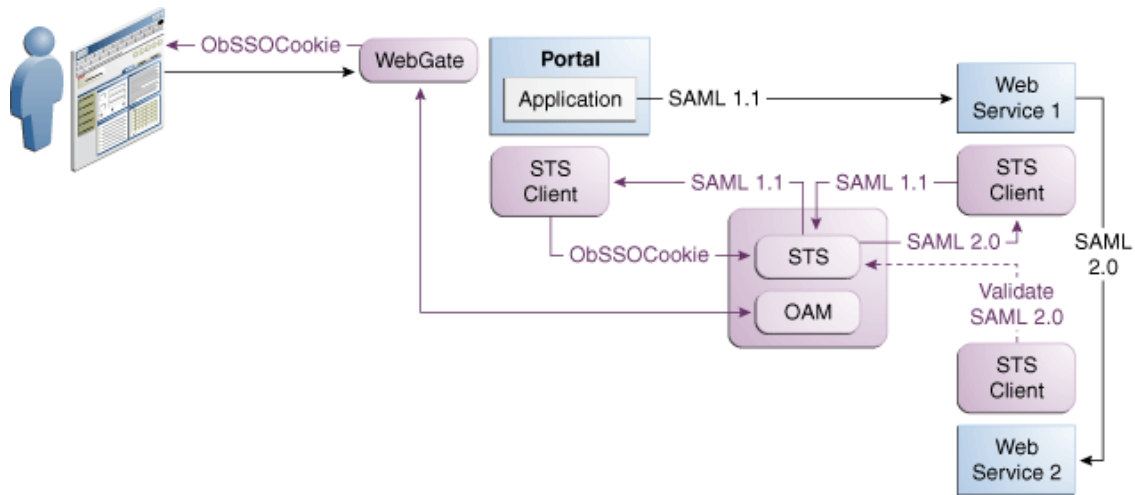 ObSSOCookie
WebGate
Portal
Application
SAML 1.1
Web
Service 1
STS
Client
SAML 1.1
SAML 1.1
STS
Client
ObSSOCookie
STS
SAML 2.0
SAML
2.0
OAM
Validate
SAML 2.0
STS
Client
Web
Service 2